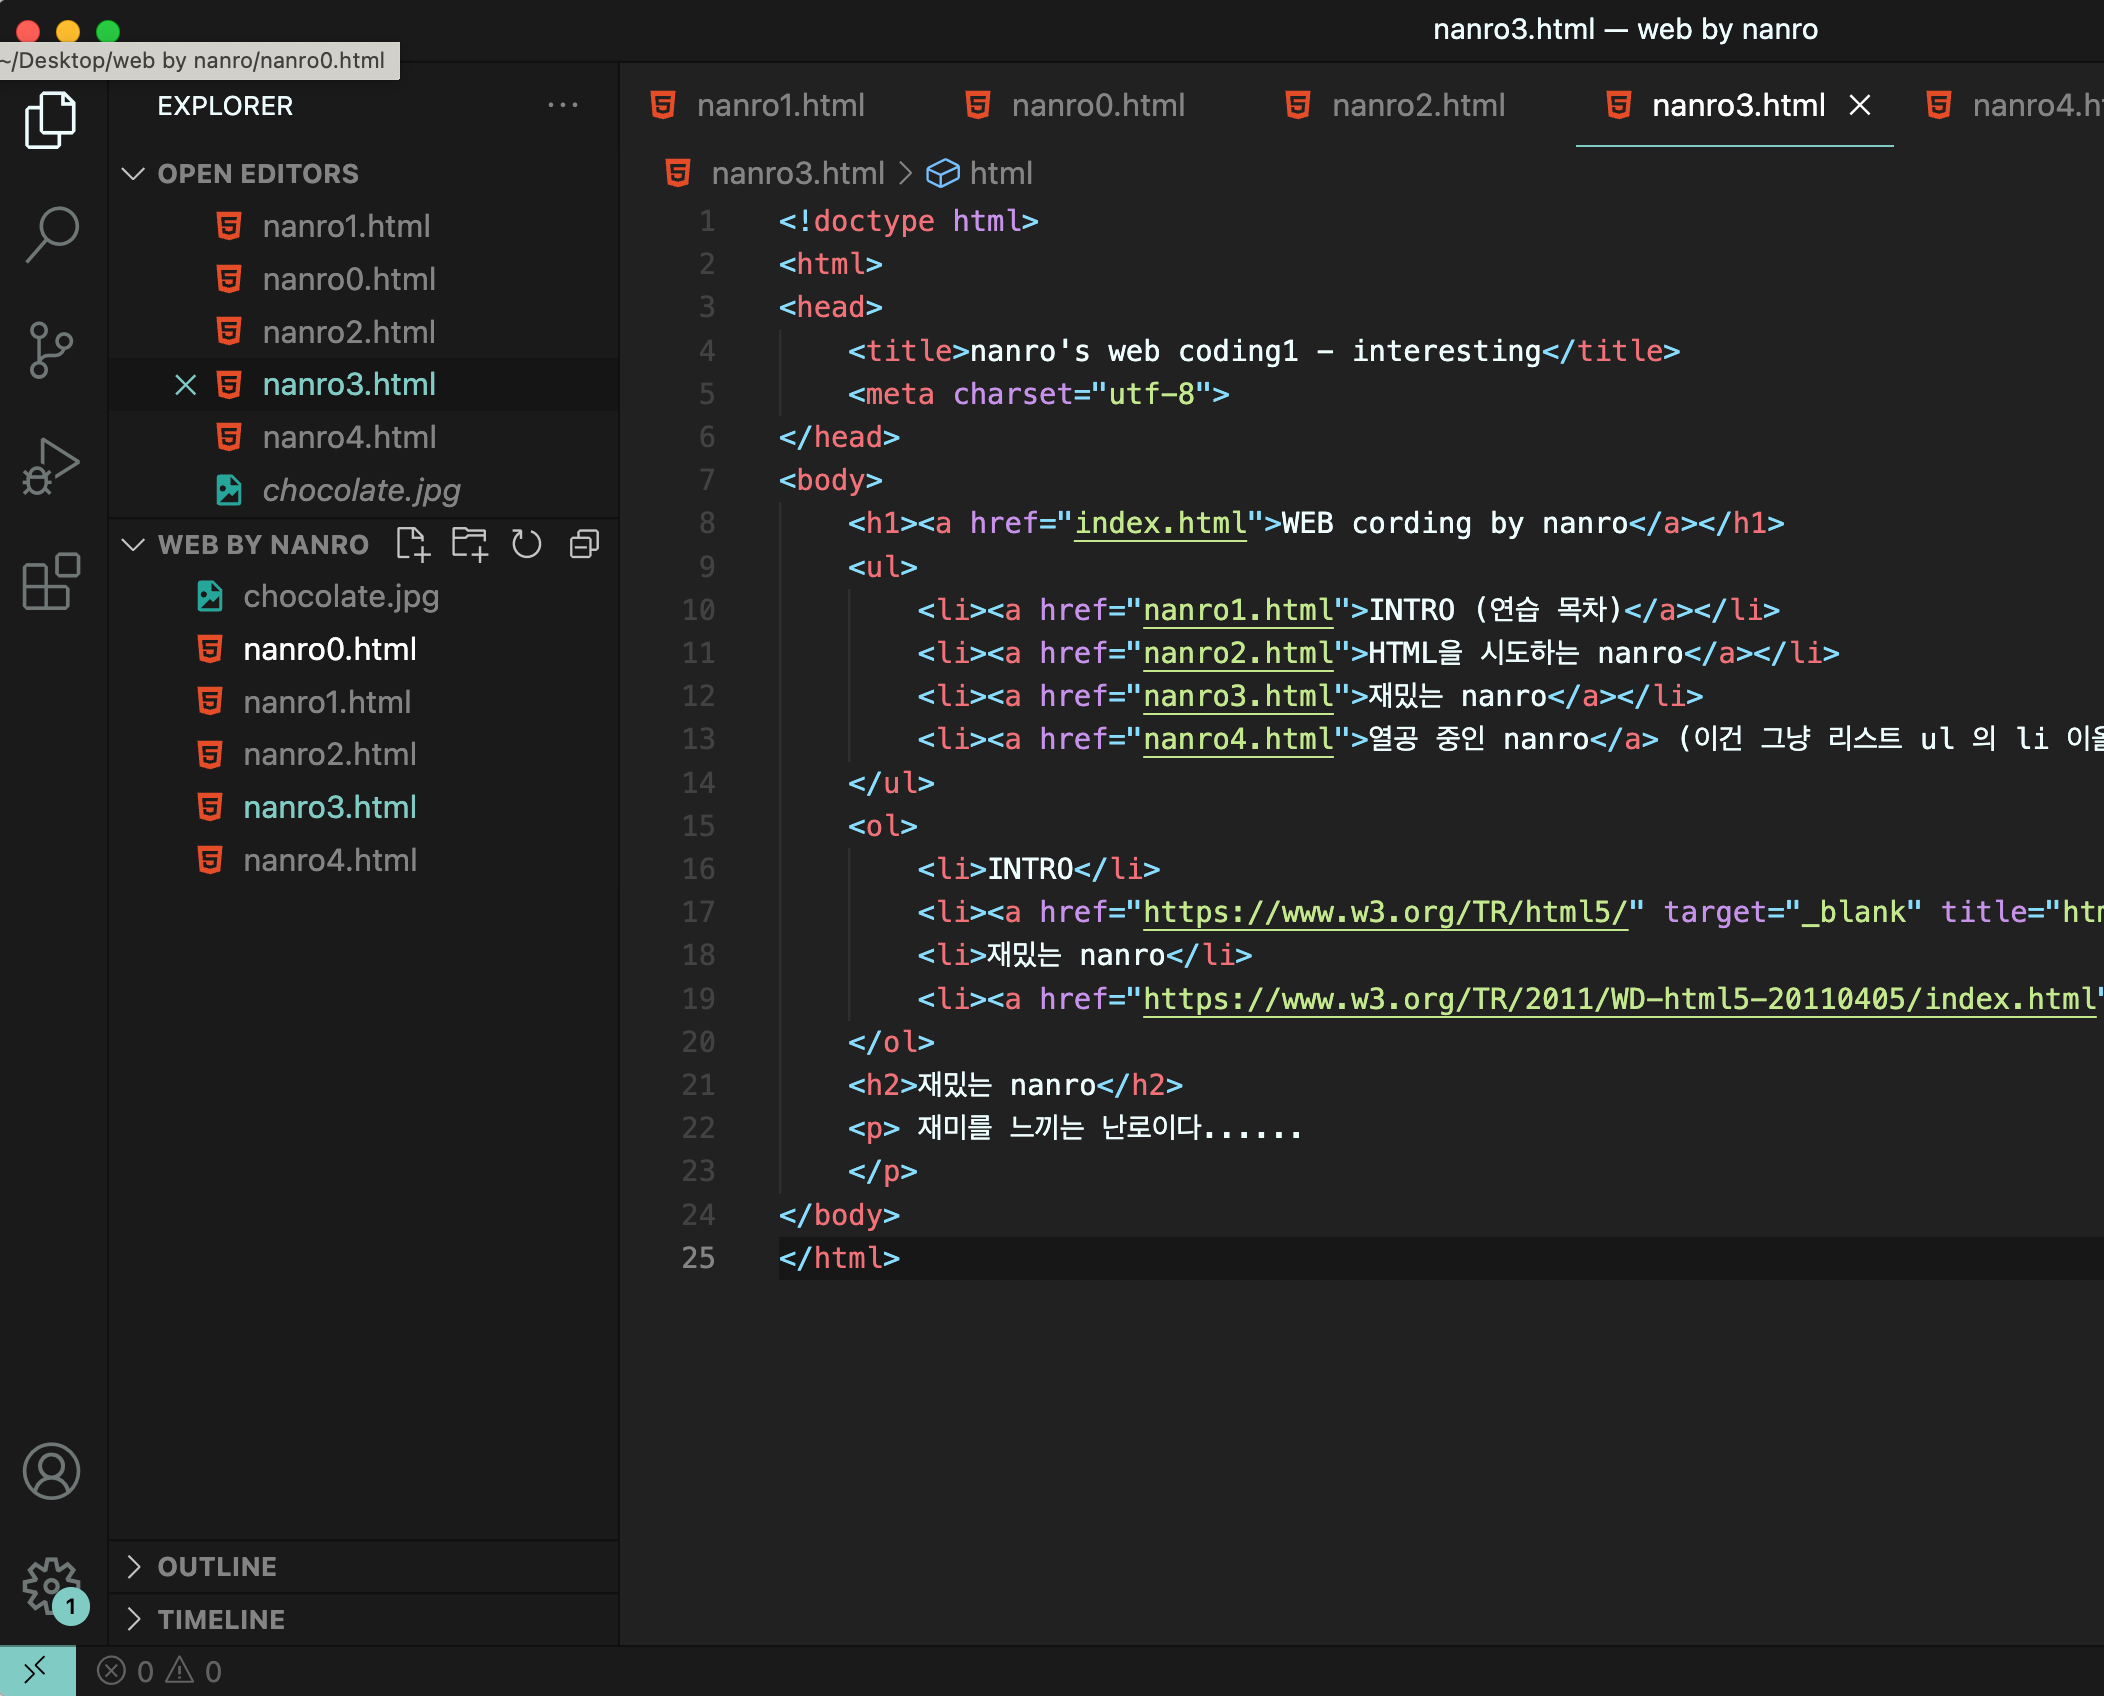 nanro3.html — web by nanro
~/Desktop/web by nanro/nanro0.html
EXPLORER
OPEN EDITORS
nanro1.html
nanro0.html
nanro2.html
nanro3.html
nanro4.html
chocolate.jpg
WEB BY NANRO
chocolate.jpg
nanro0.html
nanro1.html
nanro2.html
nanro3.html
nanro4.html
OUTLINE
TIMELINE
1
0 0
nanro1.html nanro0.html nanro2.html nanro3.html nanro4.h
nanro3.html > html
1 <!doctype html>
2 <html>
3 <head>
4 <title>nanro's web coding1 - interesting</title>
5 <meta charset="utf-8">
6 </head>
7 <body>
8 <h1><a href="index.html">WEB cording by nanro</a></h1>
9 <ul>
10 <li><a href="nanro1.html">INTRO (연습 목차)</a></li>
11 <li><a href="nanro2.html">HTML을 시도하는 nanro</a></li>
12 <li><a href="nanro3.html">재밌는 nanro</a></li>
13 <li><a href="nanro4.html">열공 중인 nanro</a> (이건 그냥 리스트 ul 의 li 이
14 </ul>
15 <ol>
16 <li>INTRO</li>
17 <li><a href="https://www.w3.org/TR/html5/" target="_blank" title="ht
18 <li>재밌는 nanro</li>
19 <li><a href="https://www.w3.org/TR/2011/WD-html5-20110405/index.html"
20 </ol>
21 <h2>재밌는 nanro</h2>
22 <p> 재미를 느끼는 난로이다......
23 </p>
24 </body>
25 </html>